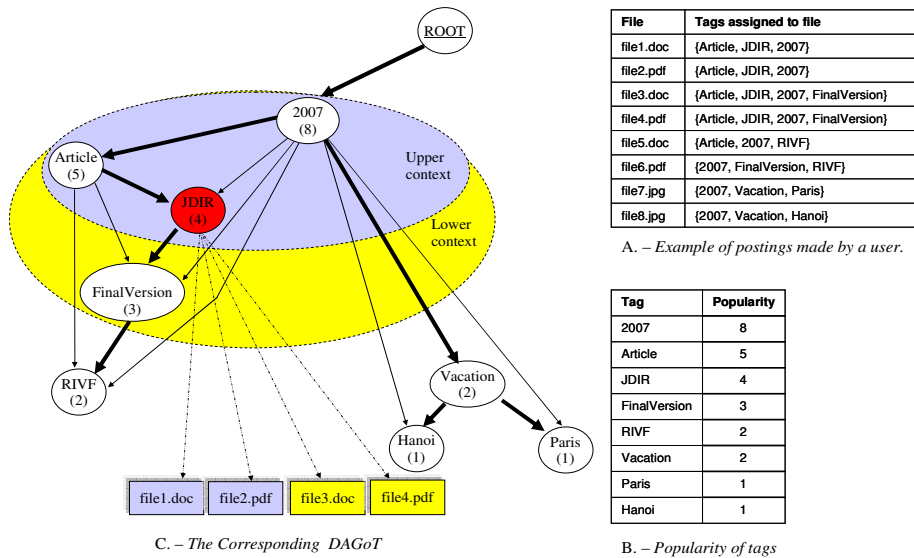 ROOT
2007
(8)
Article
(5)
Upper
context
JDIR
(4)
Lower
context
FinalVersion
(3)
RIVF
(2)
Vacation
(2)
Hanoi
(1)
Paris
(1)
file1.doc file2.pdf file3.doc file4.pdf
C. – The Corresponding DAGoT
File Tags assigned to file
file1.doc {Article, JDIR, 2007}
file2.pdf {Article, JDIR, 2007}
file3.doc {Article, JDIR, 2007, FinalVersion}
file4.pdf {Article, JDIR, 2007, FinalVersion}
file5.doc {Article, 2007, RIVF}
file6.pdf {2007, FinalVersion, RIVF}
file7.jpg {2007, Vacation, Paris}
file8.jpg {2007, Vacation, Hanoi}
A. – Example of postings made by a user.
Tag Popularity
2007 8
Article 5
JDIR 4
FinalVersion 3
RIVF 2
Vacation 2
Paris 1
Hanoi 1
B. – Popularity of tags